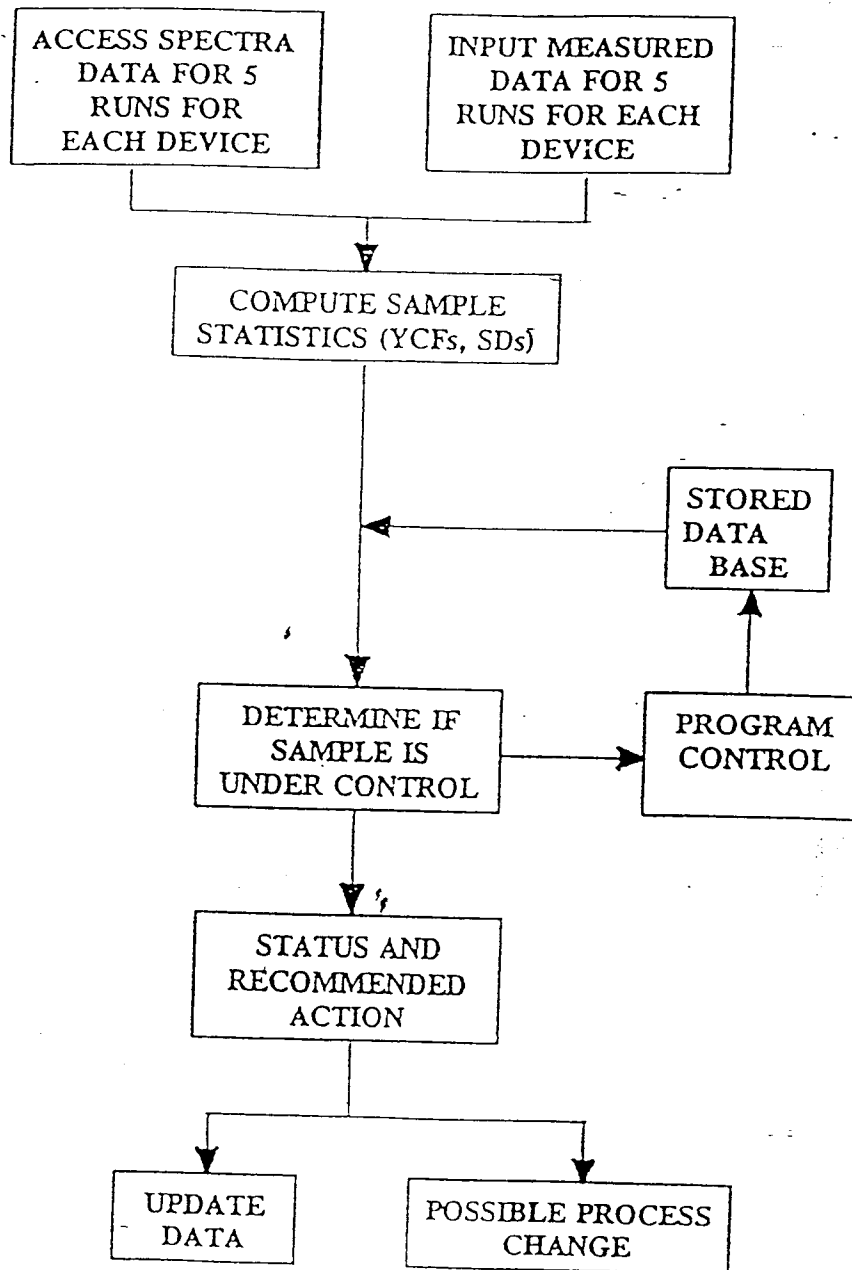 ACCESS SPECTRA
DATA FOR 5
RUNS FOR
EACH DEVICE
INPUT MEASURED
DATA FOR 5
RUNS FOR EACH
DEVICE
COMPUTE SAMPLE
STATISTICS (YCFs, SDs)
STORED
DATA
BASE
DETERMINE IF
SAMPLE IS
UNDER CONTROL
PROGRAM
CONTROL
STATUS AND
RECOMMENDED
ACTION
UPDATE
DATA
POSSIBLE PROCESS
CHANGE